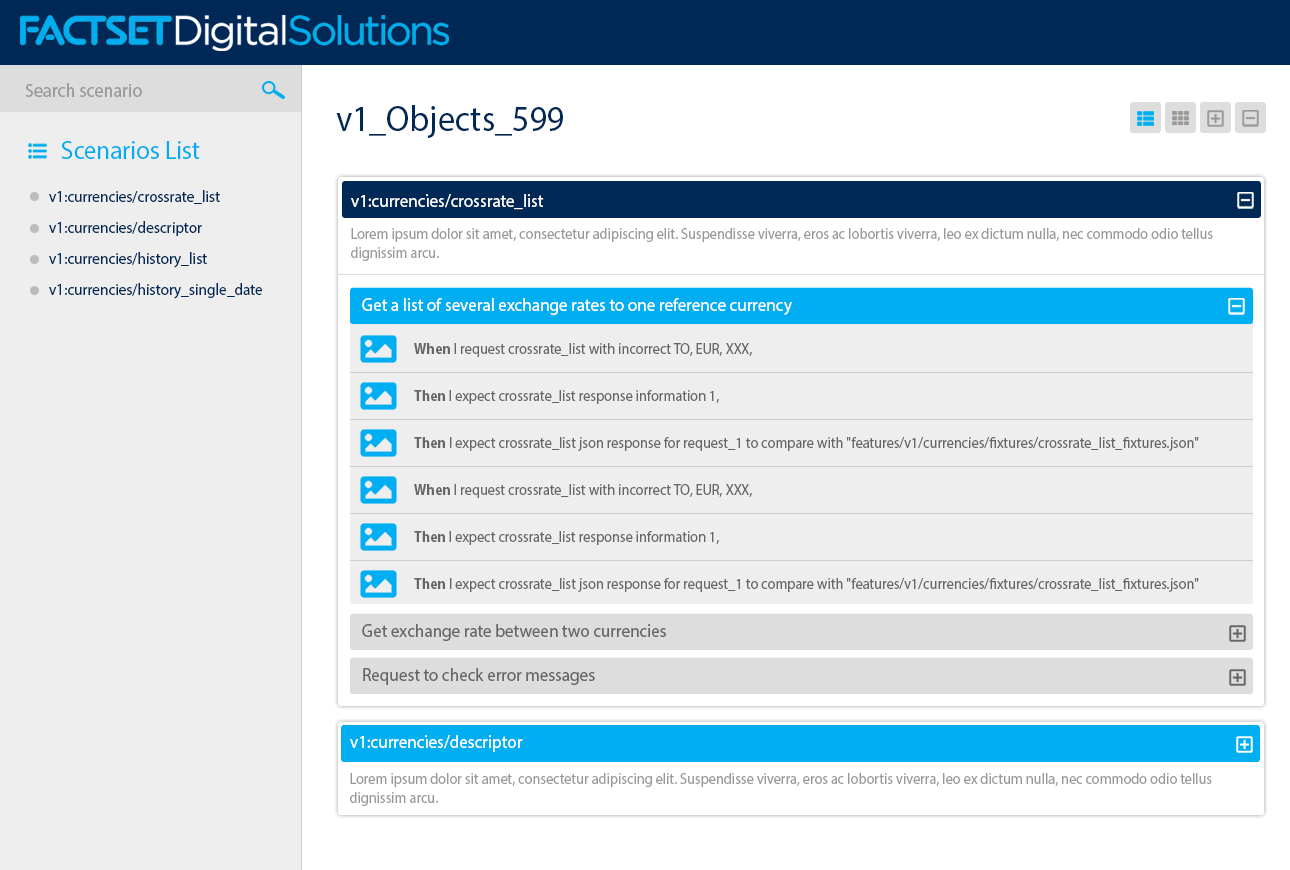 FACTSET DigitalSolutions
Search scenario
Scenarios List
v1:currencies/crossrate_list
v1:currencies/descriptor
v1:currencies/history_list
v1:currencies/history_single_date
v1_Objects_599
v1:currencies/crossrate_list
Lorem ipsum dolor sit amet, consectetur adipiscing elit. Suspendisse viverra, eros ac lobortis viverra, leo ex dictum nulla, nec commodo odio tellus
dignissim arcu.
Get a list of several exchange rates to one reference currency
When I request crossrate_list with incorrect TO, EUR, XXX,
Then I expect crossrate_list response information 1,
Then I expect crossrate_list json response for request_1 to compare with "features/v1/currencies/fixtures/crossrate_list_fixtures.json"
When I request crossrate_list with incorrect TO, EUR, XXX,
Then I expect crossrate_list response information 1,
Then I expect crossrate_list json response for request_1 to compare with "features/v1/currencies/fixtures/crossrate_list_fixtures.json"
Get exchange rate between two currencies
Request to check error messages
v1:currencies/descriptor
Lorem ipsum dolor sit amet, consectetur adipiscing elit. Suspendisse viverra, eros ac lobortis viverra, leo ex dictum nulla, nec commodo odio tellus
dignissim arcu.